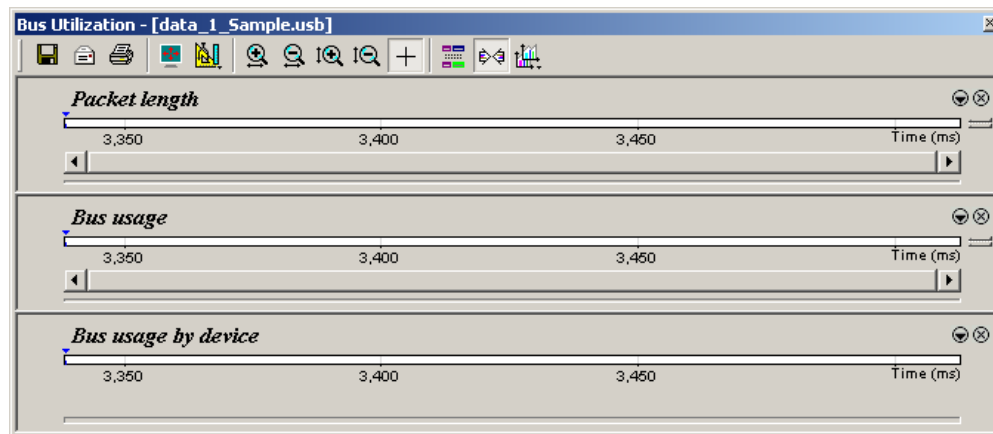 Bus Utilization - [data_1_Sample.usb]
Packet length
3,350 3,400 3,450 Time (ms)
Bus usage
3,350 3,400 3,450 Time (ms)
Bus usage by device
3,350 3,400 3,450 Time (ms)